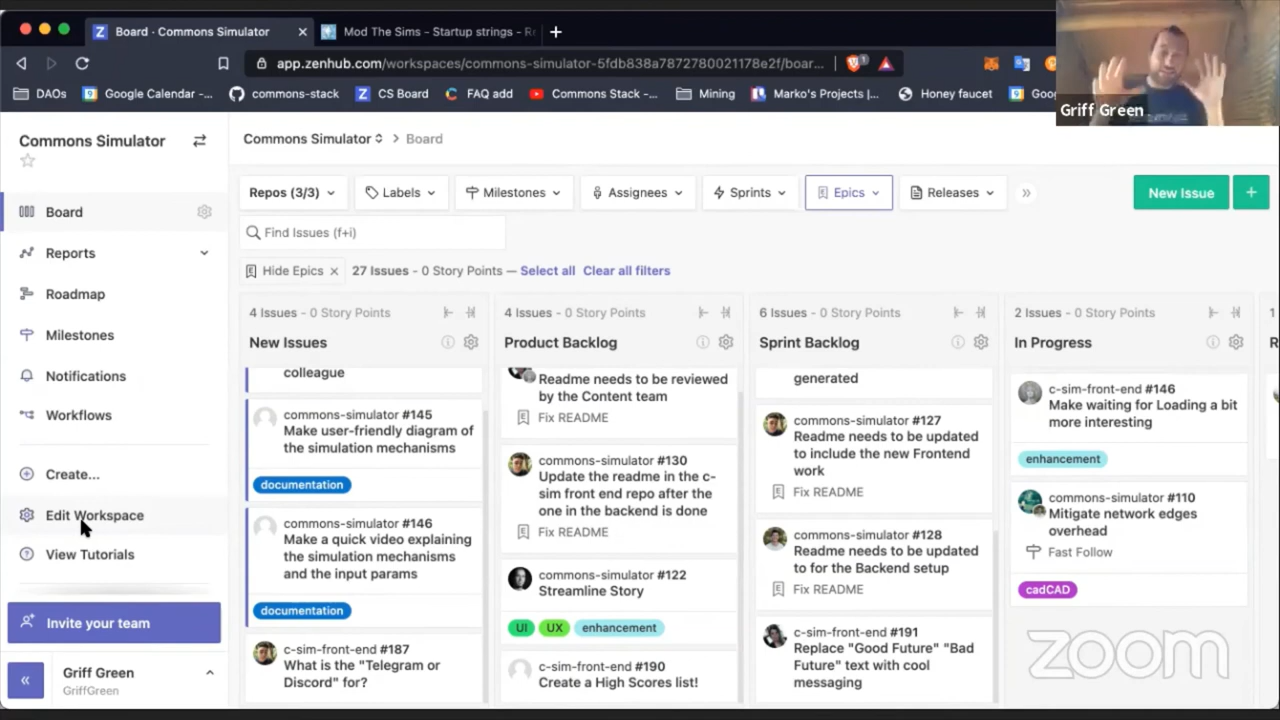 Board · Commons Simulator
Mod The Sims - Startup strings - Re
app.zenhub.com/workspaces/commons-simulator-5fdb838a7872780021178e2f/boar...
DAOs
Google Calendar -...
commons-stack
CS Board
FAQ add
Commons Stack -...
Mining
Marko's Projects |...
Honey faucet
Goog
Griff Green
Commons Simulator
Commons Simulator > Board
Repos (3/3)
Labels
Milestones
Assignees
Sprints
Epics
Releases
»
New Issue
+
Find Issues (f+i)
Hide Epics ×
27 Issues - 0 Story Points — Select all Clear all filters
Board
Reports
Roadmap
Milestones
Notifications
Workflows
Create...
Edit Workspace
View Tutorials
Invite your team
«
Griff Green
GriffGreen
4 Issues - 0 Story Points
New Issues
colleague
commons-simulator #145
Make user-friendly diagram of
the simulation mechanisms
documentation
commons-simulator #146
Make a quick video explaining
the simulation mechanisms
and the input params
documentation
c-sim-front-end #187
What is the "Telegram or
Discord" for?
4 Issues - 0 Story Points
Product Backlog
Readme needs to be reviewed
by the Content team
Fix README
commons-simulator #130
Update the readme in the c-
sim front end repo after the
one in the backend is done
Fix README
commons-simulator #122
Streamline Story
UI UX enhancement
c-sim-front-end #190
Create a High Scores list!
6 Issues - 0 Story Points
Sprint Backlog
generated
commons-simulator #127
Readme needs to be updated
to include the new Frontend
work
Fix README
commons-simulator #128
Readme needs to be updated
to for the Backend setup
Fix README
c-sim-front-end #191
Replace "Good Future" "Bad
Future" text with cool
messaging
2 Issues - 0 Story Points
In Progress
c-sim-front-end #146
Make waiting for Loading a bit
more interesting
enhancement
commons-simulator #110
Mitigate network edges
overhead
Fast Follow
cadCAD
1
R
zoom